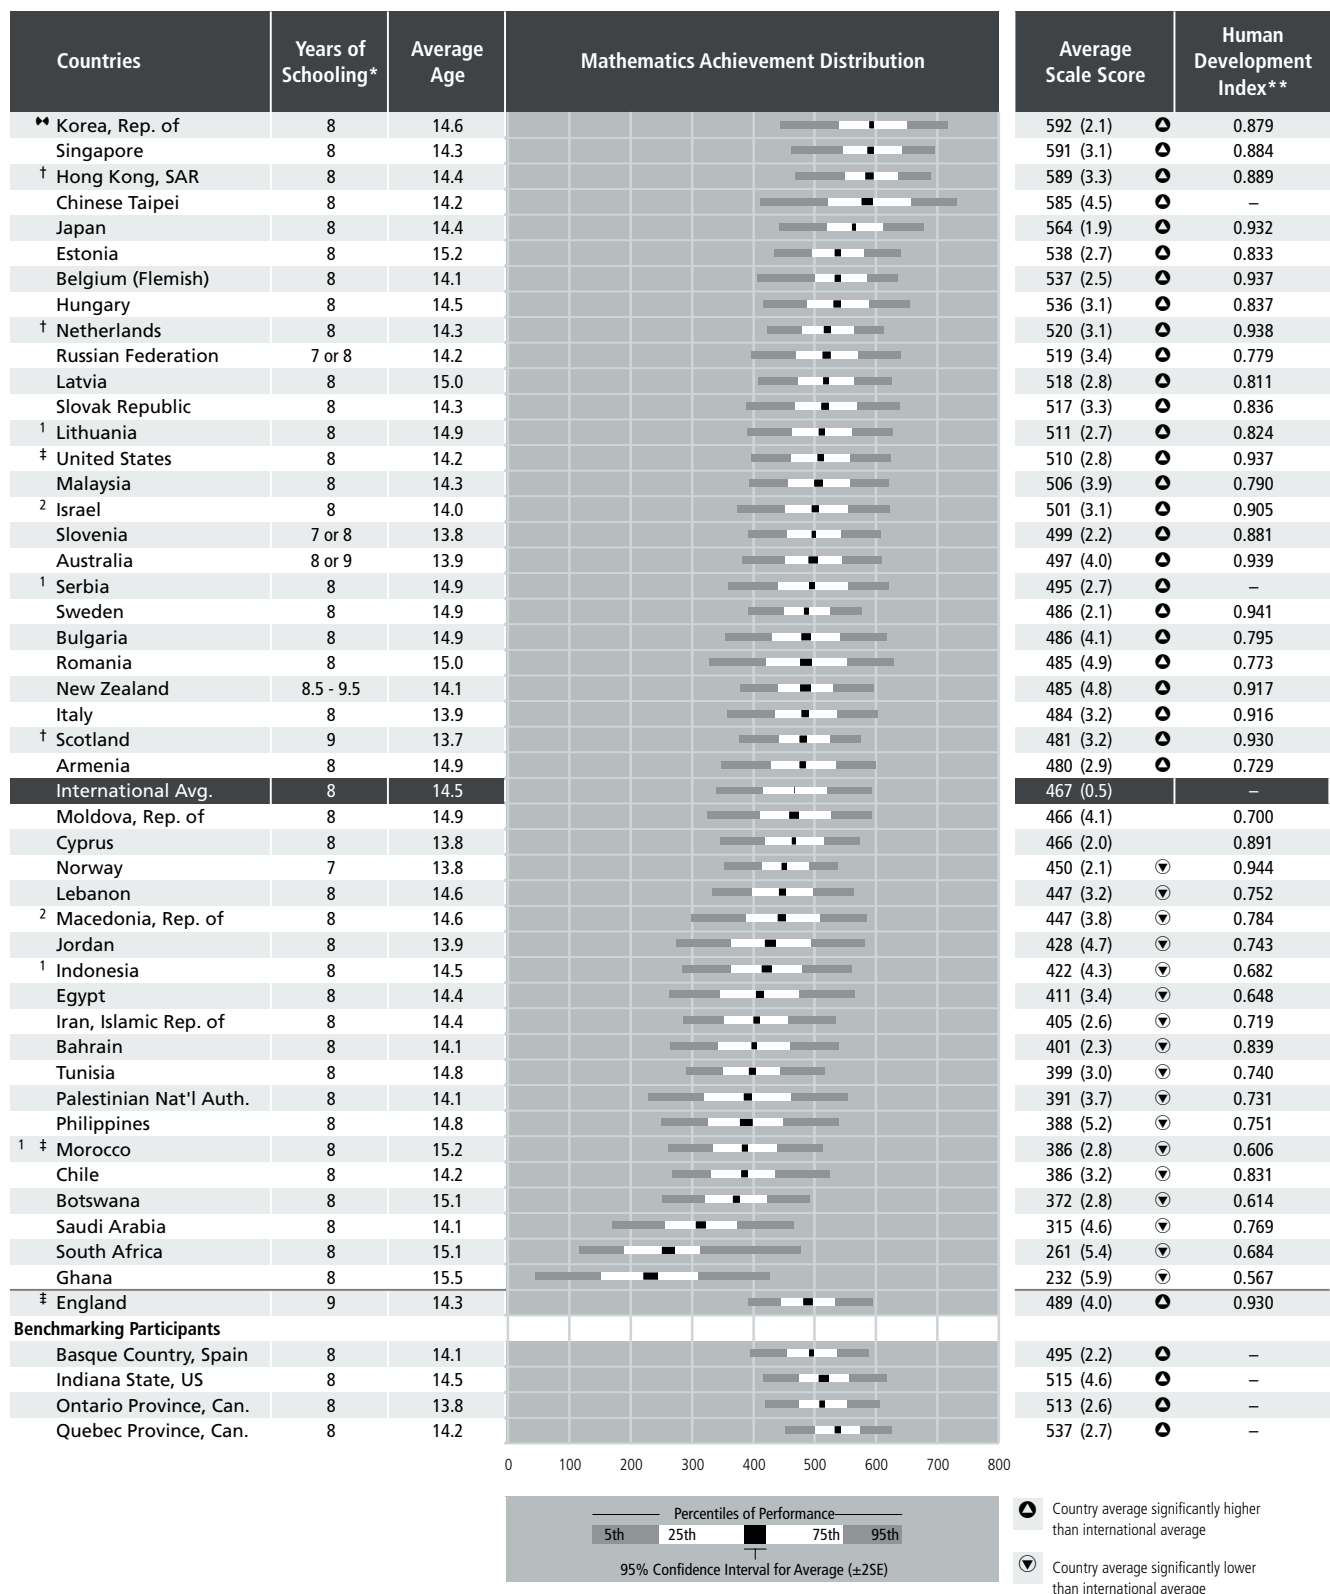 Countries Years of Schooling* Average Age Mathematics Achievement Distribution Average Scale Score Human Development Index**
Korea, Rep. of 8 14.6 592 (2.1) 0.879
Singapore 8 14.3 591 (3.1) 0.884
† Hong Kong, SAR 8 14.4 589 (3.3) 0.889
Chinese Taipei 8 14.2 585 (4.5) –
Japan 8 14.4 564 (1.9) 0.932
Estonia 8 15.2 538 (2.7) 0.833
Belgium (Flemish) 8 14.1 537 (2.5) 0.937
Hungary 8 14.5 536 (3.1) 0.837
† Netherlands 8 14.3 520 (3.1) 0.938
Russian Federation 7 or 8 14.2 519 (3.4) 0.779
Latvia 8 15.0 518 (2.8) 0.811
Slovak Republic 8 14.3 517 (3.3) 0.836
1 Lithuania 8 14.9 511 (2.7) 0.824
‡ United States 8 14.2 510 (2.8) 0.937
Malaysia 8 14.3 506 (3.9) 0.790
2 Israel 8 14.0 501 (3.1) 0.905
Slovenia 7 or 8 13.8 499 (2.2) 0.881
Australia 8 or 9 13.9 497 (4.0) 0.939
1 Serbia 8 14.9 495 (2.7) –
Sweden 8 14.9 486 (2.1) 0.941
Bulgaria 8 14.9 486 (4.1) 0.795
Romania 8 15.0 485 (4.9) 0.773
New Zealand 8.5 - 9.5 14.1 485 (4.8) 0.917
Italy 8 13.9 484 (3.2) 0.916
† Scotland 9 13.7 481 (3.2) 0.930
Armenia 8 14.9 480 (2.9) 0.729
International Avg. 8 14.5 467 (0.5) –
Moldova, Rep. of 8 14.9 466 (4.1) 0.700
Cyprus 8 13.8 466 (2.0) 0.891
Norway 7 13.8 450 (2.1) 0.944
Lebanon 8 14.6 447 (3.2) 0.752
2 Macedonia, Rep. of 8 14.6 447 (3.8) 0.784
Jordan 8 13.9 428 (4.7) 0.743
1 Indonesia 8 14.5 422 (4.3) 0.682
Egypt 8 14.4 411 (3.4) 0.648
Iran, Islamic Rep. of 8 14.4 405 (2.6) 0.719
Bahrain 8 14.1 401 (2.3) 0.839
Tunisia 8 14.8 399 (3.0) 0.740
Palestinian Nat'l Auth. 8 14.1 391 (3.7) 0.731
Philippines 8 14.8 388 (5.2) 0.751
1 ‡ Morocco 8 15.2 386 (2.8) 0.606
Chile 8 14.2 386 (3.2) 0.831
Botswana 8 15.1 372 (2.8) 0.614
Saudi Arabia 8 14.1 315 (4.6) 0.769
South Africa 8 15.1 261 (5.4) 0.684
Ghana 8 15.5 232 (5.9) 0.567
‡ England 9 14.3 489 (4.0) 0.930
Benchmarking Participants
Basque Country, Spain 8 14.1 495 (2.2) –
Indiana State, US 8 14.5 515 (4.6) –
Ontario Province, Can. 8 13.8 513 (2.6) –
Quebec Province, Can. 8 14.2 537 (2.7) –
0 100 200 300 400 500 600 700 800
Percentiles of Performance
5th 25th 75th 95th
95% Confidence Interval for Average (±2SE)
Country average significantly higher
than international average
Country average significantly lower
than international average